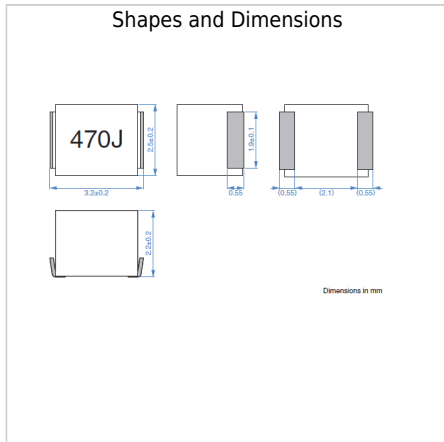 Shapes and Dimensions
470J
2.5±0.2
3.2±0.2
1.9±0.1
0.55
(0.55)
(2.1)
(0.55)
2.2±0.2
Dimensions in mm